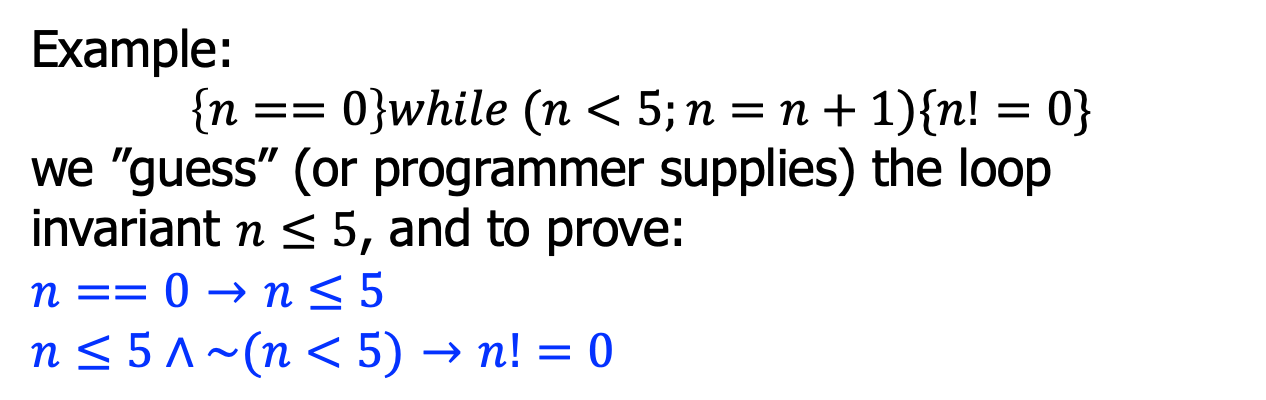 Example:
{n == 0}while (n < 5; n = n + 1){n! = 0}
we ”guess” (or programmer supplies) the loop
invariant n ≤ 5, and to prove:
n == 0 → n ≤ 5
n ≤ 5 ∧ ~(n < 5) → n! = 0